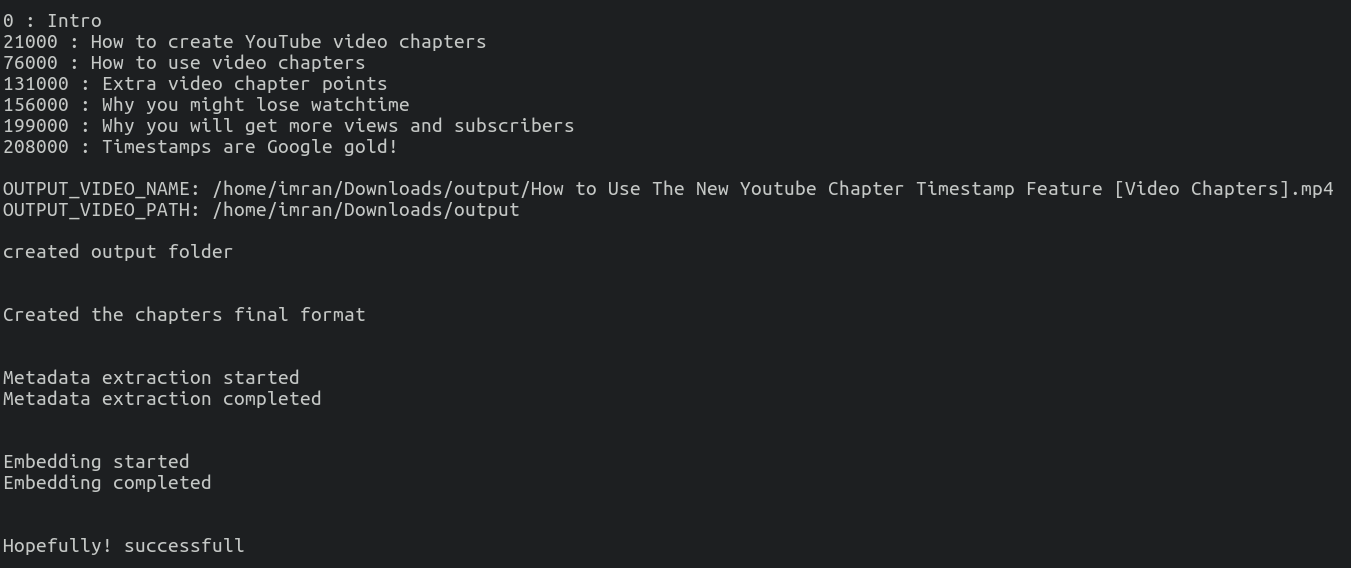 0 : Intro
21000 : How to create YouTube video chapters
76000 : How to use video chapters
131000 : Extra video chapter points
156000 : Why you might lose watchtime
199000 : Why you will get more views and subscribers
208000 : Timestamps are Google gold!
OUTPUT_VIDEO_NAME: /home/imran/Downloads/output/How to Use The New Youtube Chapter Timestamp Feature [Video Chapters].mp4
OUTPUT_VIDEO_PATH: /home/imran/Downloads/output
created output folder
Created the chapters final format
Metadata extraction started
Metadata extraction completed
Embedding started
Embedding completed
Hopefully! successfull